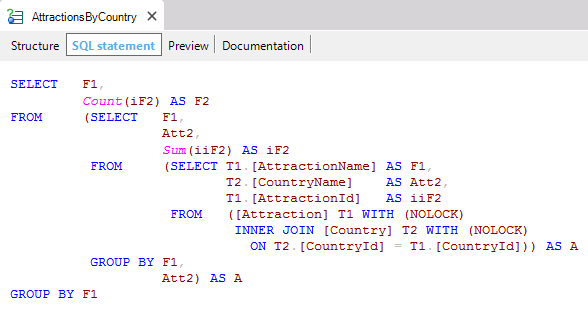 AttractionsByCountry
Structure SQL statement Preview Documentation
SELECT F1,
Count(iF2) AS F2
FROM (SELECT F1,
Att2,
Sum(iiF2) AS iF2
FROM (SELECT T1.[AttractionName] AS F1,
T2.[CountryName] AS Att2,
T1.[AttractionId] AS iiF2
FROM ([Attraction] T1 WITH (NOLOCK)
INNER JOIN [Country] T2 WITH (NOLOCK)
ON T2.[CountryId] = T1.[CountryId])) AS A
GROUP BY F1,
Att2) AS A
GROUP BY F1